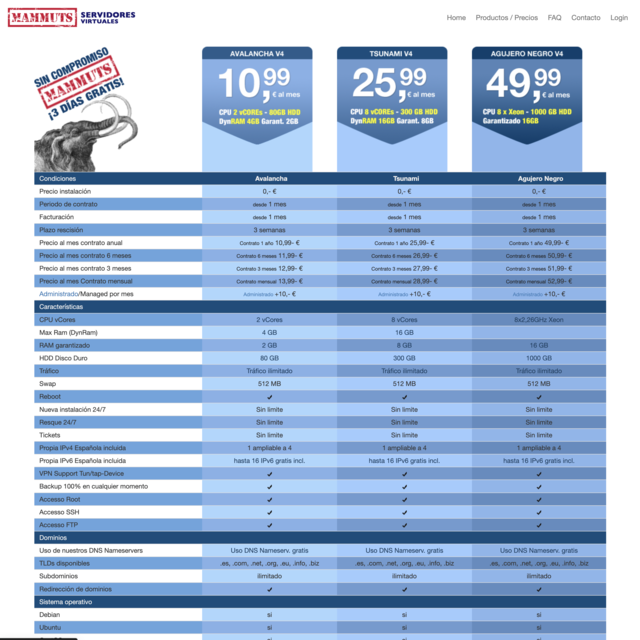 MAMMUTS SERVIDORES VIRTUALES
Home Productos / Precios FAQ Contacto Login
SIN COMPROMISO
MAMMUTS
¡3 DÍAS GRATIS!
AVALANCHA V4 TSUNAMI V4 AGUJERO NEGRO V4
10,99 € al mes 25,99 € al mes 49,99 € al mes
CPU 2 vCOREs - 80GB HDD CPU 8 vCOREs - 300 GB HDD CPU 8 x Xeon - 1000 GB HDD
DynRAM 4GB Garant. 2GB DynRAM 16GB Garant. 8GB Garantizado 16GB
Condiciones Avalancha Tsunami Agujero Negro
Precio instalación 0,- € 0,- € 0,- €
Periodo de contrato desde 1 mes desde 1 mes desde 1 mes
Facturación desde 1 mes desde 1 mes desde 1 mes
Plazo rescisión 3 semanas 3 semanas 3 semanas
Precio al mes contrato anual Contrato 1 año 10,99- € Contrato 1 año 25,99- € Contrato 1 año 49,99- €
Precio al mes contrato 6 meses Contrato 6 meses 11,99- € Contrato 6 meses 26,99- € Contrato 6 meses 50,99- €
Precio al mes contrato 3 meses Contrato 3 meses 12,99- € Contrato 3 meses 27,99- € Contrato 3 meses 51,99- €
Precio al mes Contrato mensual Contrato mensual 13,99- € Contrato mensual 28,99- € Contrato mensual 52,99- €
Administrado/Managed por mes Administrado +10,- € Administrado +10,- € Administrado +10,- €
Características
CPU vCores 2 vCores 8 vCores 8x2,26GHz Xeon
Max Ram (DynRam) 4 GB 16 GB
RAM garantizado 2 GB 8 GB 16 GB
HDD Disco Duro 80 GB 300 GB 1000 GB
Tráfico Tráfico ilimitado Tráfico ilimitado Tráfico ilimitado
Swap 512 MB 512 MB 512 MB
Reboot ✓ ✓ ✓
Nueva instalación 24/7 Sin limite Sin limite Sin limite
Resque 24/7 Sin limite Sin limite Sin limite
Tickets Sin limite Sin limite Sin limite
Propia IPv4 Española incluida 1 ampliable a 4 1 ampliable a 4 1 ampliable a 4
Propia IPv6 Española incluida hasta 16 IPv6 gratis incl. hasta 16 IPv6 gratis incl. hasta 16 IPv6 gratis incl.
VPN Support Tun/tap-Device ✓ ✓ ✓
Backup 100% en cualquier momento ✓ ✓ ✓
Accesso Root ✓ ✓ ✓
Accesso SSH ✓ ✓ ✓
Accesso FTP ✓ ✓ ✓
Dominios
Uso de nuestros DNS Nameservers Uso DNS Nameserv. gratis Uso DNS Nameserv. gratis Uso DNS Nameserv. gratis
TLDs disponibles .es, .com, .net, .org, .eu, .info, .biz .es, .com, .net, .org, .eu, .info, .biz .es, .com, .net, .org, .eu, .info, .biz
Subdominios ilimitado ilimitado ilimitado
Redirección de dominios ✓ ✓ ✓
Sistema operativo
Debian si si si
Ubuntu si si si